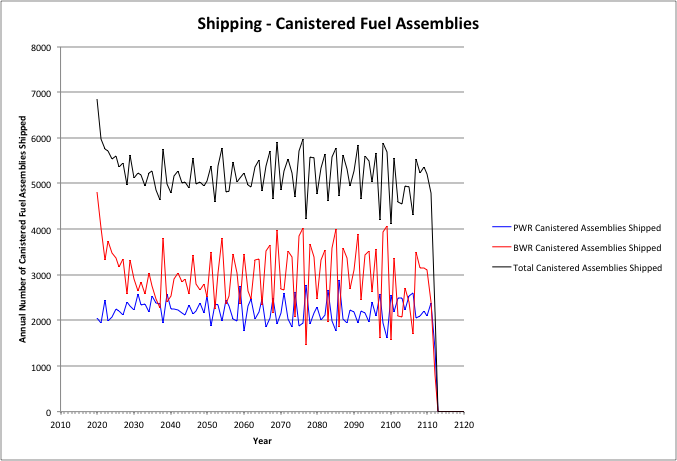 Shipping - Canistered Fuel Assemblies
Annual Number of Canistered Fuel Assemblies Shipped
8000
7000
6000
5000
4000
3000
2000
1000
0
2010 2020 2030 2040 2050 2060 2070 2080 2090 2100 2110 2120
Year
PWR Canistered Assemblies Shipped
BWR Canistered Assemblies Shipped
Total Canistered Assemblies Shipped